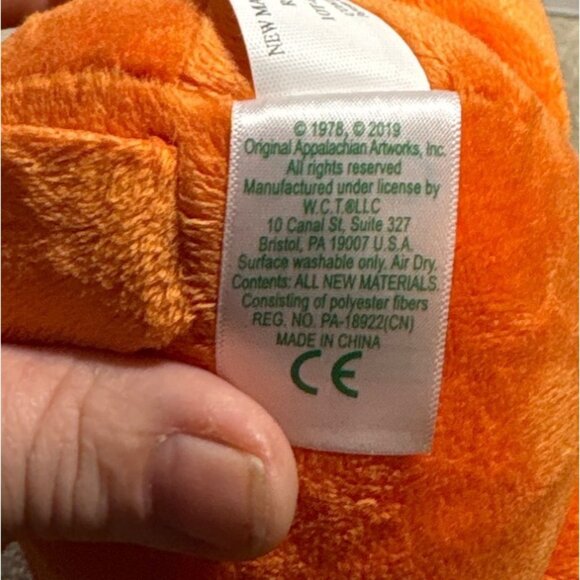 NEW MA
© 1978, © 2019
Original Appalachian Artworks, Inc.
All rights reserved
Manufactured under license by
W.C.T.®LLC
10 Canal St, Suite 327
Bristol, PA 19007 U.S.A.
Surface washable only. Air Dry.
Contents: ALL NEW MATERIALS.
Consisting of polyester fibers
REG. NO. PA-18922(CN)
MADE IN CHINA
CE